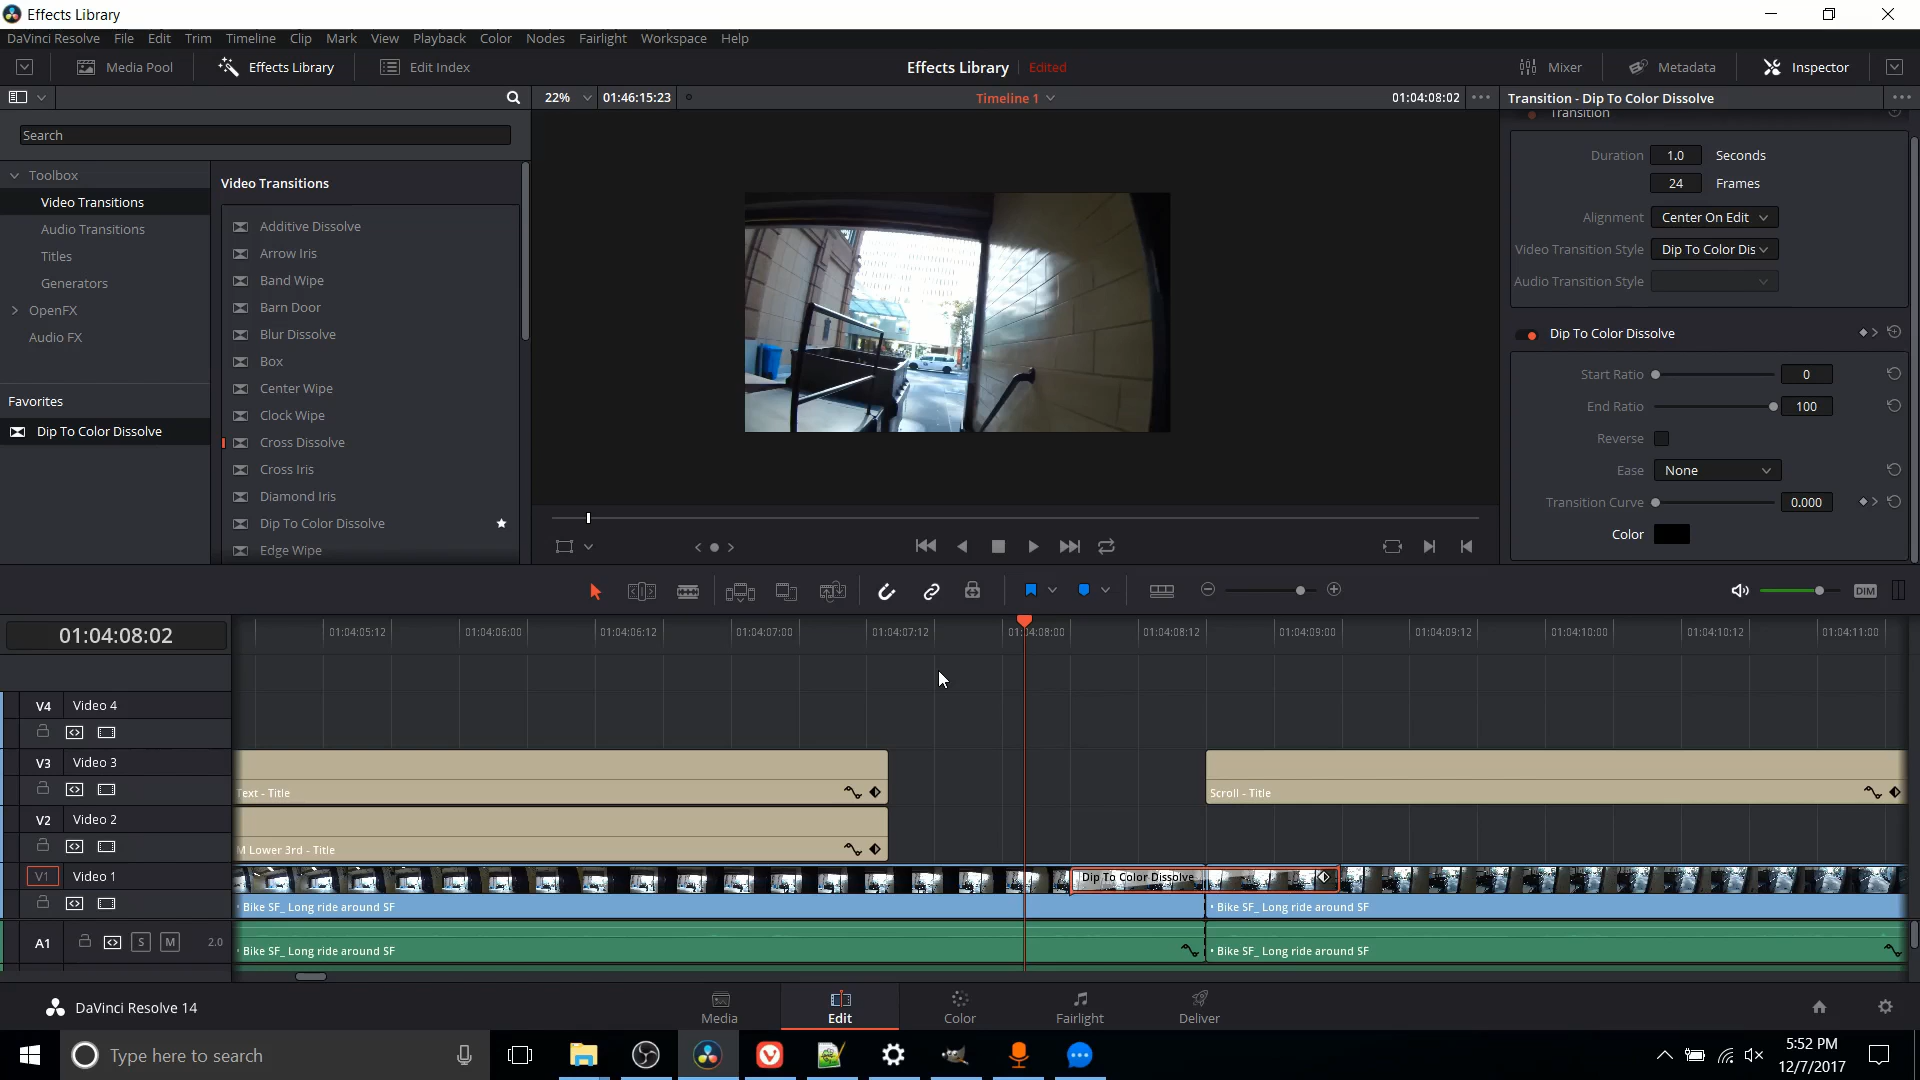 Effects Library
DaVinci Resolve File Edit Trim Timeline Clip Mark View Playback Color Nodes Fairlight Workspace Help
Media Pool Effects Library Edit Index Effects Library Edited Mixer Metadata Inspector
22% 01:46:15:23 Timeline 1 01:04:08:02 Transition - Dip To Color Dissolve
Search
Toolbox
Video Transitions
Audio Transitions
Titles
Generators
OpenFX
Audio FX
Favorites
Dip To Color Dissolve
Video Transitions
Additive Dissolve
Arrow Iris
Band Wipe
Barn Door
Blur Dissolve
Box
Center Wipe
Clock Wipe
Cross Dissolve
Cross Iris
Diamond Iris
Dip To Color Dissolve
Edge Wipe
Transition
Duration 1.0 Seconds
24 Frames
Alignment Center On Edit
Video Transition Style Dip To Color Dis
Audio Transition Style
Dip To Color Dissolve
Start Ratio 0
End Ratio 100
Reverse
Ease None
Transition Curve 0.000
Color
DIM
01:04:08:02 01:04:05:12 01:04:06:00 01:04:06:12 01:04:07:00 01:04:07:12 01:04:08:00 01:04:08:12 01:04:09:00 01:04:09:12 01:04:10:00 01:04:10:12 01:04:11:00
V4 Video 4
V3 Video 3
Text - Title Scroll - Title
V2 Video 2
M Lower 3rd - Title
V1 Video 1 Dip To Color Dissolve
Bike SF_ Long ride around SF Bike SF_ Long ride around SF
A1 S M 2.0 Bike SF_ Long ride around SF Bike SF_ Long ride around SF
DaVinci Resolve 14 Media Edit Color Fairlight Deliver
Type here to search
5:52 PM
12/7/2017